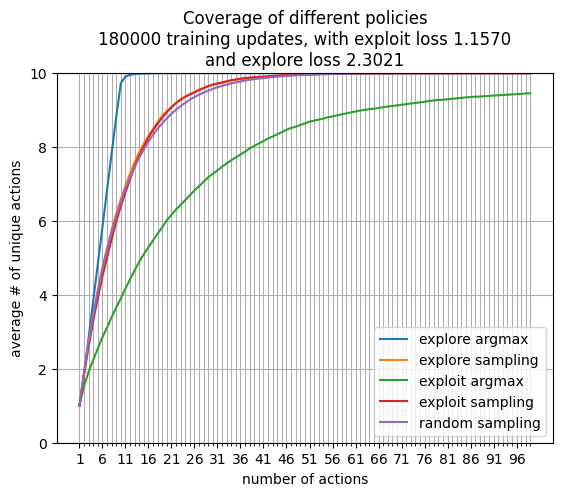 Coverage of different policies
180000 training updates, with exploit loss 1.1570
and explore loss 2.3021
10
8
6
4
2
0
average # of unique actions
explore argmax
explore sampling
exploit argmax
exploit sampling
random sampling
1 6 11 16 21 26 31 36 41 46 51 56 61 66 71 76 81 86 91 96
number of actions